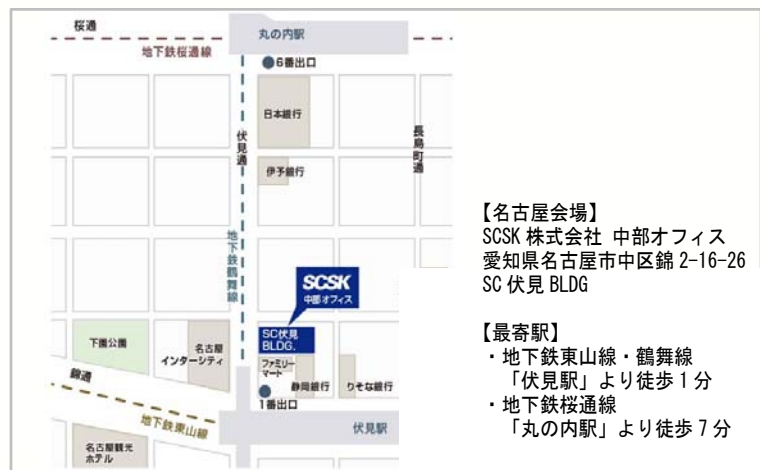 桜通
丸の内駅
地下鉄桜通線
6番出口
日本銀行
伏見通
長島町通
伊予銀行
地下鉄鶴舞線
SCSK
中部オフィス
SC伏見
BLDG.
下園公園
名古屋
インターシティ
ファミリー
マート
静岡銀行
りそな銀行
錦通
1番出口
地下鉄東山線
伏見駅
名古屋観光
ホテル
【名古屋会場】
SCSK 株式会社 中部オフィス
愛知県名古屋市中区錦 2-16-26
SC 伏見 BLDG
【最寄駅】
・地下鉄東山線・鶴舞線
「伏見駅」より徒歩 1 分
・地下鉄桜通線
「丸の内駅」より徒歩 7 分